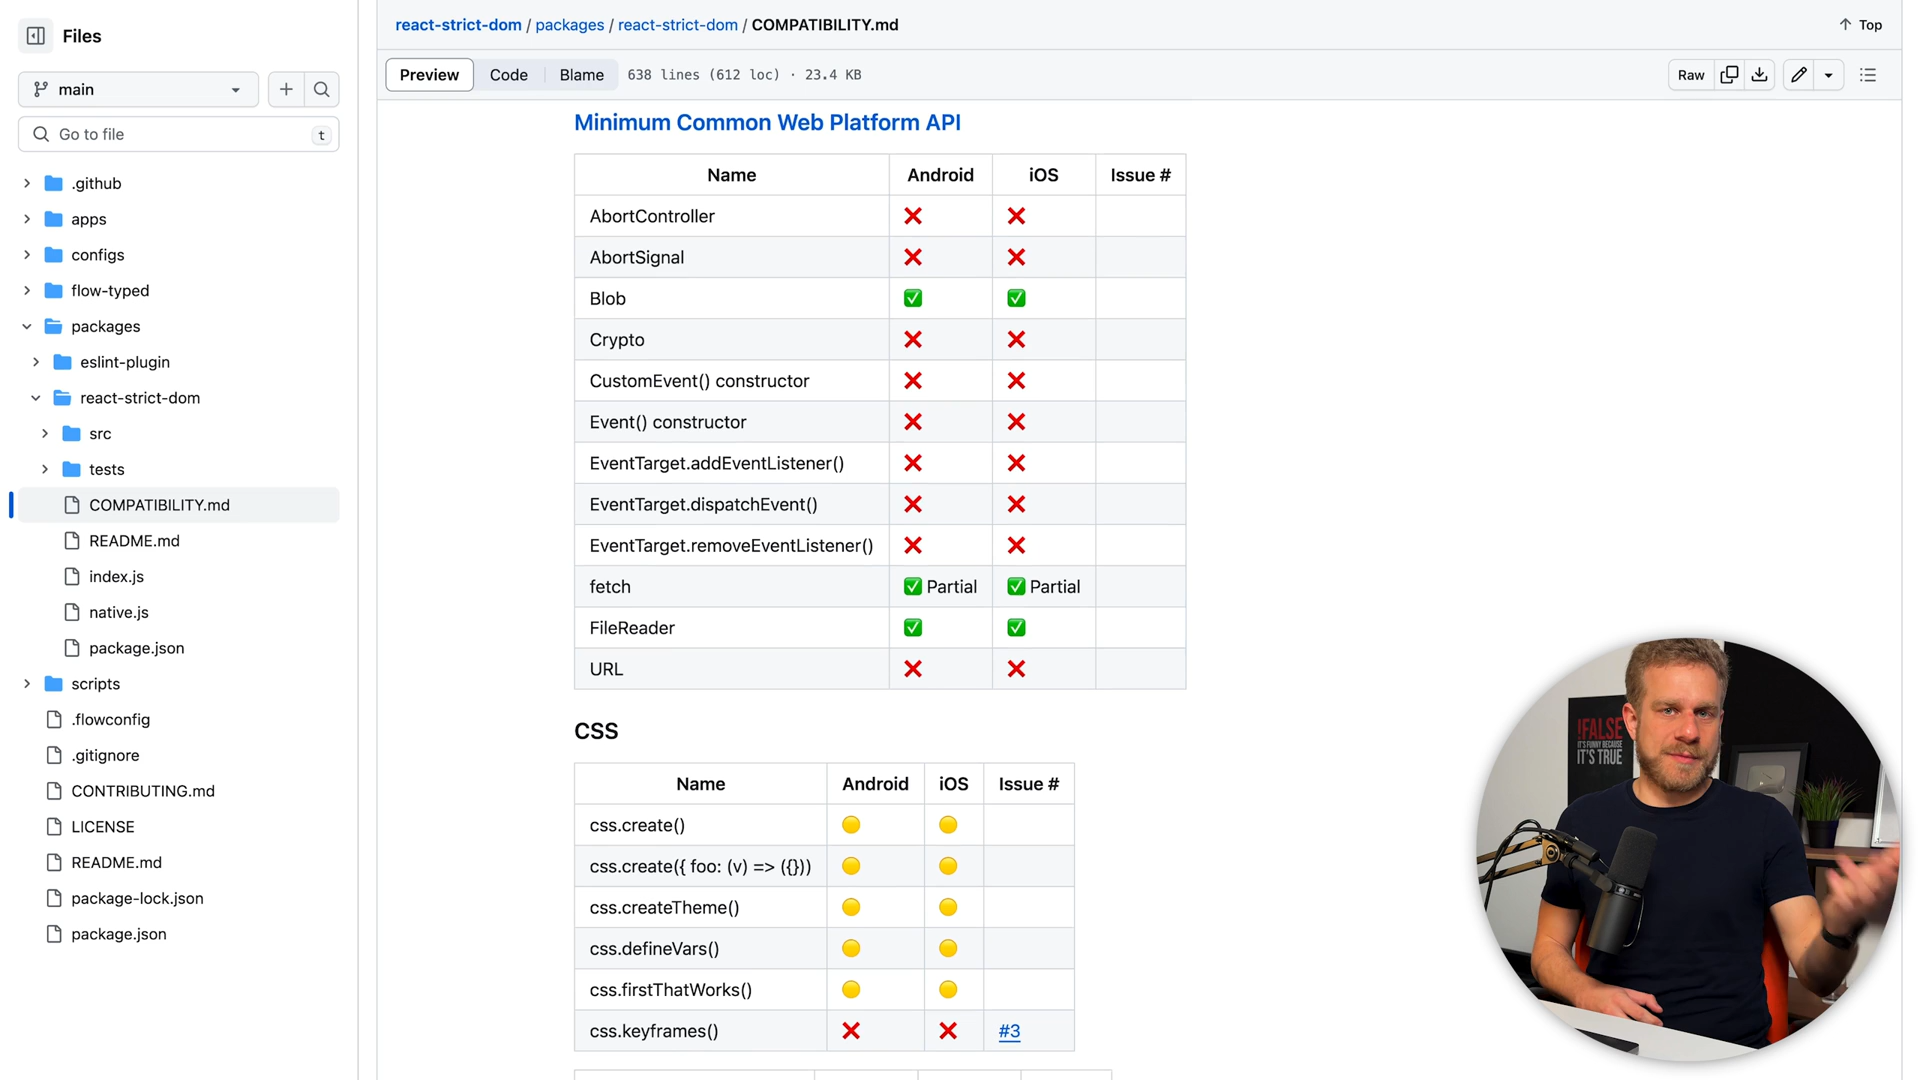 Files
main
Go to file
t
.github
apps
configs
flow-typed
packages
eslint-plugin
react-strict-dom
src
tests
COMPATIBILITY.md
README.md
index.js
native.js
package.json
scripts
.flowconfig
.gitignore
CONTRIBUTING.md
LICENSE
README.md
package-lock.json
package.json
react-strict-dom / packages / react-strict-dom / COMPATIBILITY.md
Top
Preview Code Blame 638 lines (612 loc) · 23.4 KB
Raw
Minimum Common Web Platform API
Name Android iOS Issue #
AbortController ❌ ❌
AbortSignal ❌ ❌
Blob ✅ ✅
Crypto ❌ ❌
CustomEvent() constructor ❌ ❌
Event() constructor ❌ ❌
EventTarget.addEventListener() ❌ ❌
EventTarget.dispatchEvent() ❌ ❌
EventTarget.removeEventListener() ❌ ❌
fetch ✅ Partial ✅ Partial
FileReader ✅ ✅
URL ❌ ❌
CSS
Name Android iOS Issue #
css.create() 🟡 🟡
css.create({ foo: (v) => ({})) 🟡 🟡
css.createTheme() 🟡 🟡
css.defineVars() 🟡 🟡
css.firstThatWorks() 🟡 🟡
css.keyframes() ❌ ❌ #3
!FALSE
IT'S FUNNY BECAUSE
IT'S TRUE